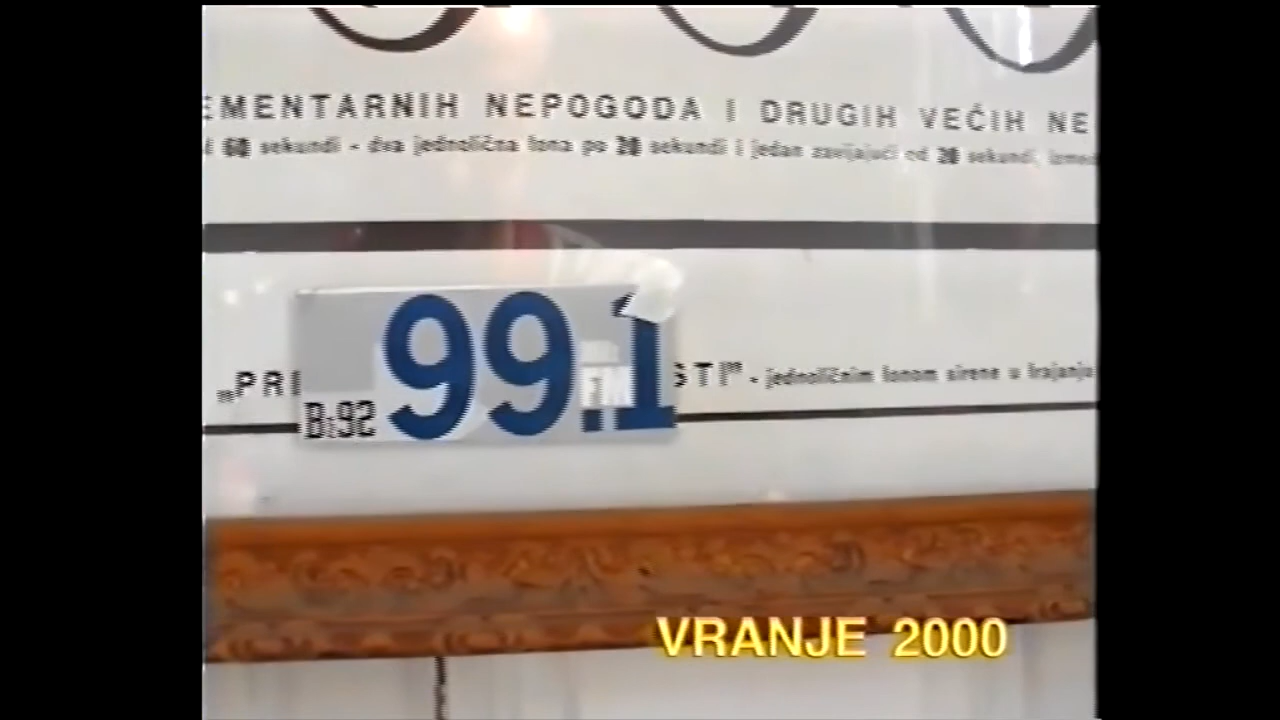 EMENTARNIH NEPOGODA I DRUGIH VEĆIH NE
60 sekundi - dva jednolična tona po 20 sekundi i jedan zavijajući od 20 sekundi
99.1
FM
B:92
„PRI STI" - jednoličnim tonom sirene u trajanju
VRANJE 2000